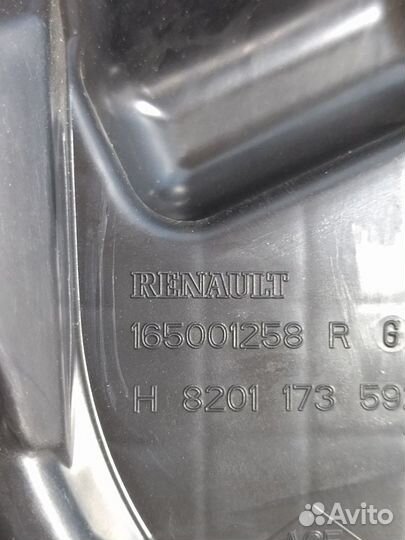 RENAULT
165001258 R G
H 8201 173 59
Avito